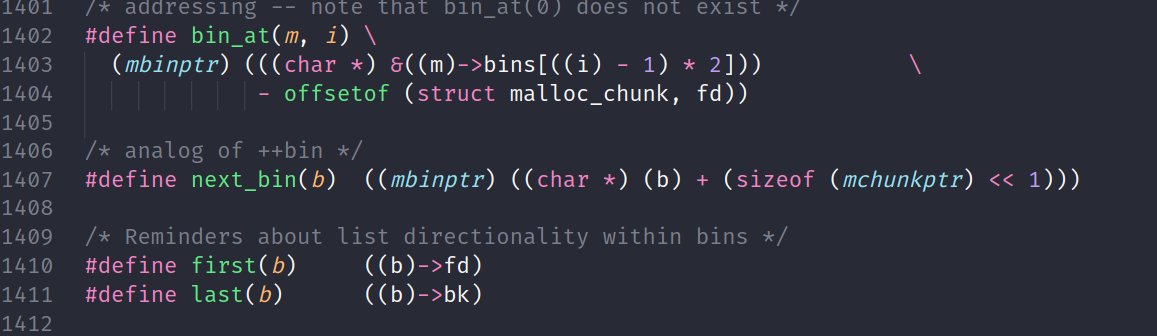 1401 /* addressing -- note that bin_at(0) does not exist */
1402 #define bin_at(m, i) \
1403   (mbinptr) (((char *) &((m)->bins[((i) - 1) * 2]))           \
1404              - offsetof (struct malloc_chunk, fd))
1405
1406 /* analog of ++bin */
1407 #define next_bin(b)  ((mbinptr) ((char *) (b) + (sizeof (mchunkptr) << 1)))
1408
1409 /* Reminders about list directionality within bins */
1410 #define first(b)     ((b)->fd)
1411 #define last(b)      ((b)->bk)
1412